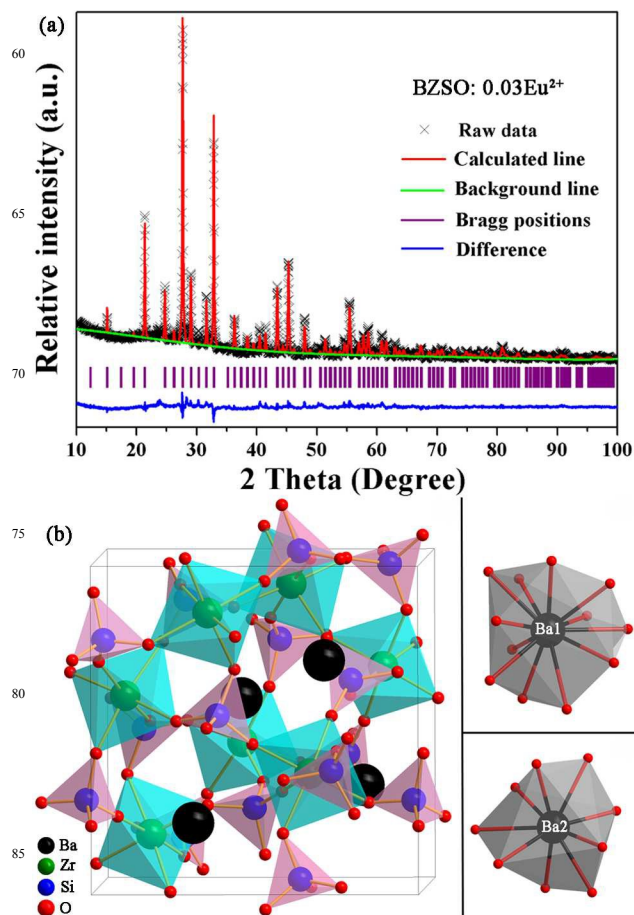 (a)
60
65
70
75
80
85
Relative intensity (a.u.)
BZSO: 0.03Eu²⁺
Raw data
Calculated line
Background line
Bragg positions
Difference
10 20 30 40 50 60 70 80 90 100
2 Theta (Degree)
(b)
Ba
Zr
Si
O
Ba1
Ba2